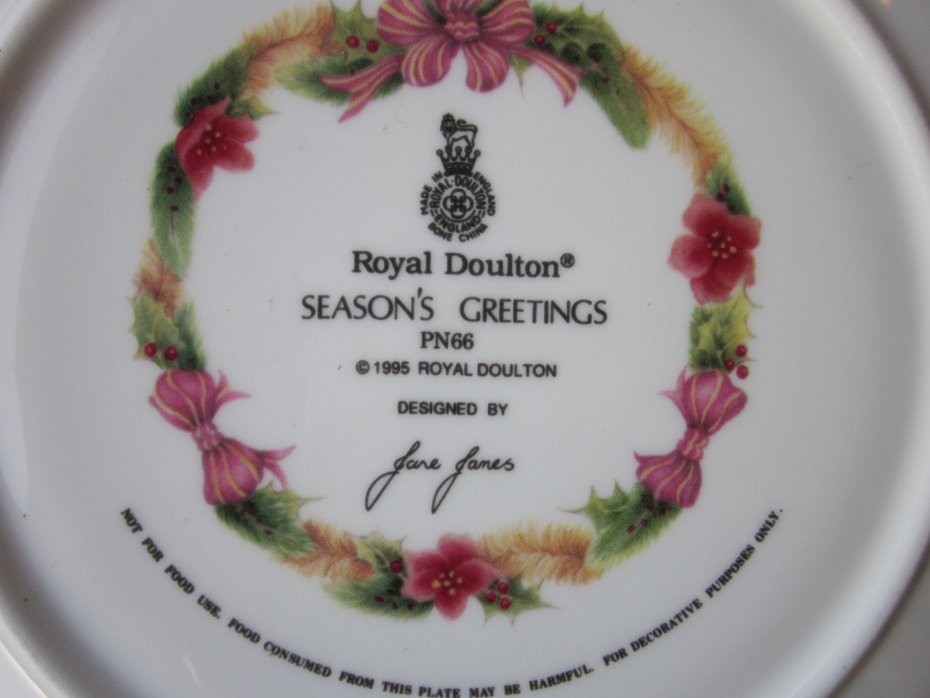 MADE IN ENGLAND
ROYAL·DOULTON
ENGLAND
BONE CHINA
Royal Doulton®
SEASON'S GREETINGS
PN66
© 1995 ROYAL DOULTON
DESIGNED BY
Jane Janes
NOT FOR FOOD USE. FOOD CONSUMED FROM THIS PLATE MAY BE HARMFUL. FOR DECORATIVE PURPOSES ONLY.